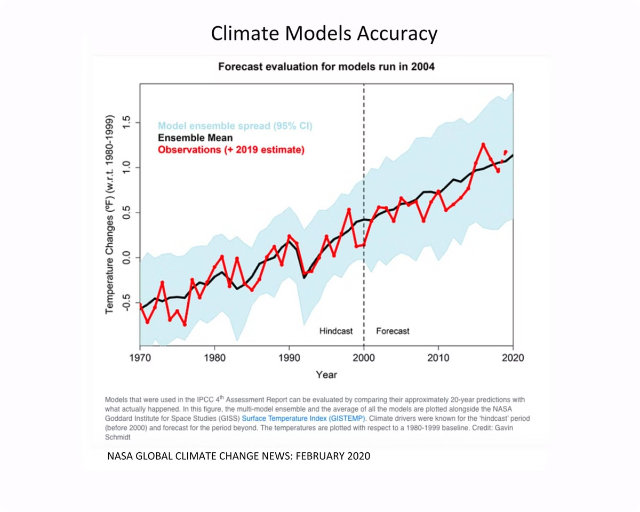 Climate Models Accuracy
Forecast evaluation for models run in 2004
Model ensemble spread (95% CI)
Ensemble Mean
Observations (+ 2019 estimate)
Temperature Changes (ºF) (w.r.t. 1980-1999)
1.5
1.0
0.5
0.0
-0.5
Hindcast
Forecast
1970
1980
1990
2000
2010
2020
Year
Models that were used in the IPCC 4th Assessment Report can be evaluated by comparing their approximately 20-year predictions with
what actually happened. In this figure, the multi-model ensemble and the average of all the models are plotted alongside the NASA
Goddard Institute for Space Studies (GISS) Surface Temperature Index (GISTEMP). Climate drivers were known for the 'hindcast' period
(before 2000) and forecast for the period beyond. The temperatures are plotted with respect to a 1980-1999 baseline. Credit: Gavin
Schmidt
NASA GLOBAL CLIMATE CHANGE NEWS: FEBRUARY 2020